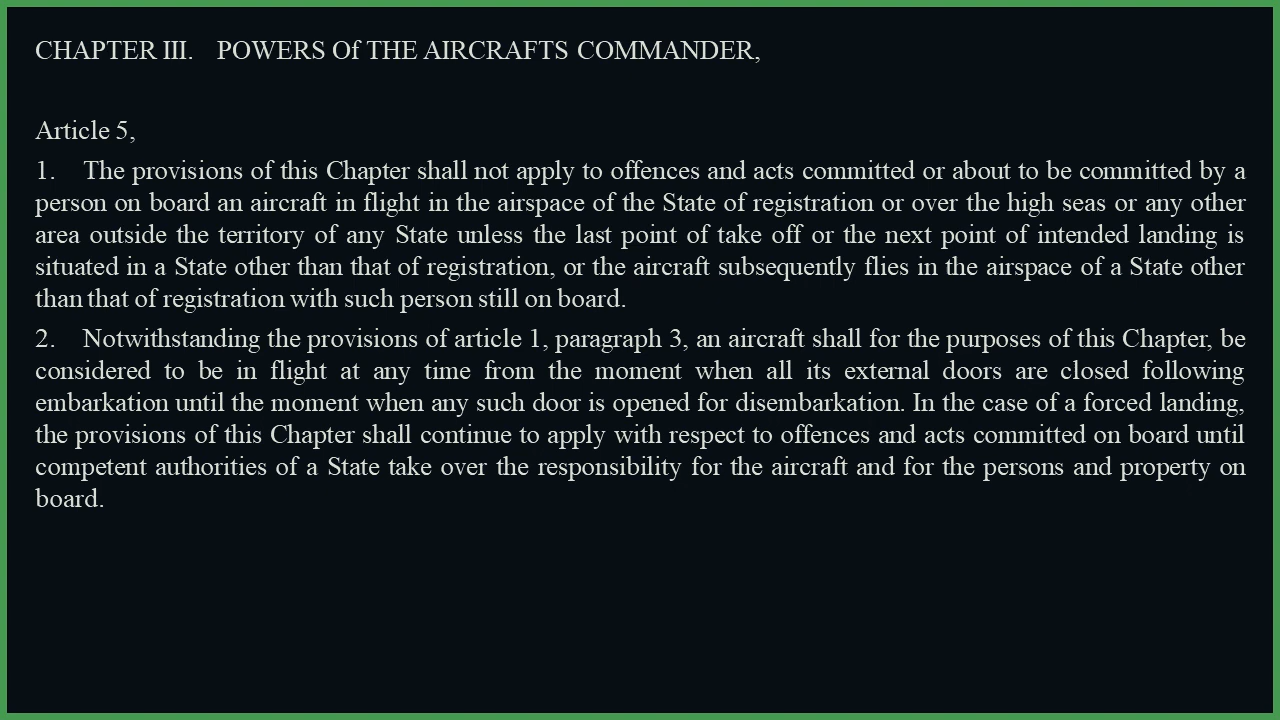 CHAPTER III. POWERS Of THE AIRCRAFTS COMMANDER,
Article 5,
1. The provisions of this Chapter shall not apply to offences and acts committed or about to be committed by a
person on board an aircraft in flight in the airspace of the State of registration or over the high seas or any other
area outside the territory of any State unless the last point of take off or the next point of intended landing is
situated in a State other than that of registration, or the aircraft subsequently flies in the airspace of a State other
than that of registration with such person still on board.
2. Notwithstanding the provisions of article 1, paragraph 3, an aircraft shall for the purposes of this Chapter, be
considered to be in flight at any time from the moment when all its external doors are closed following
embarkation until the moment when any such door is opened for disembarkation. In the case of a forced landing,
the provisions of this Chapter shall continue to apply with respect to offences and acts committed on board until
competent authorities of a State take over the responsibility for the aircraft and for the persons and property on
board.